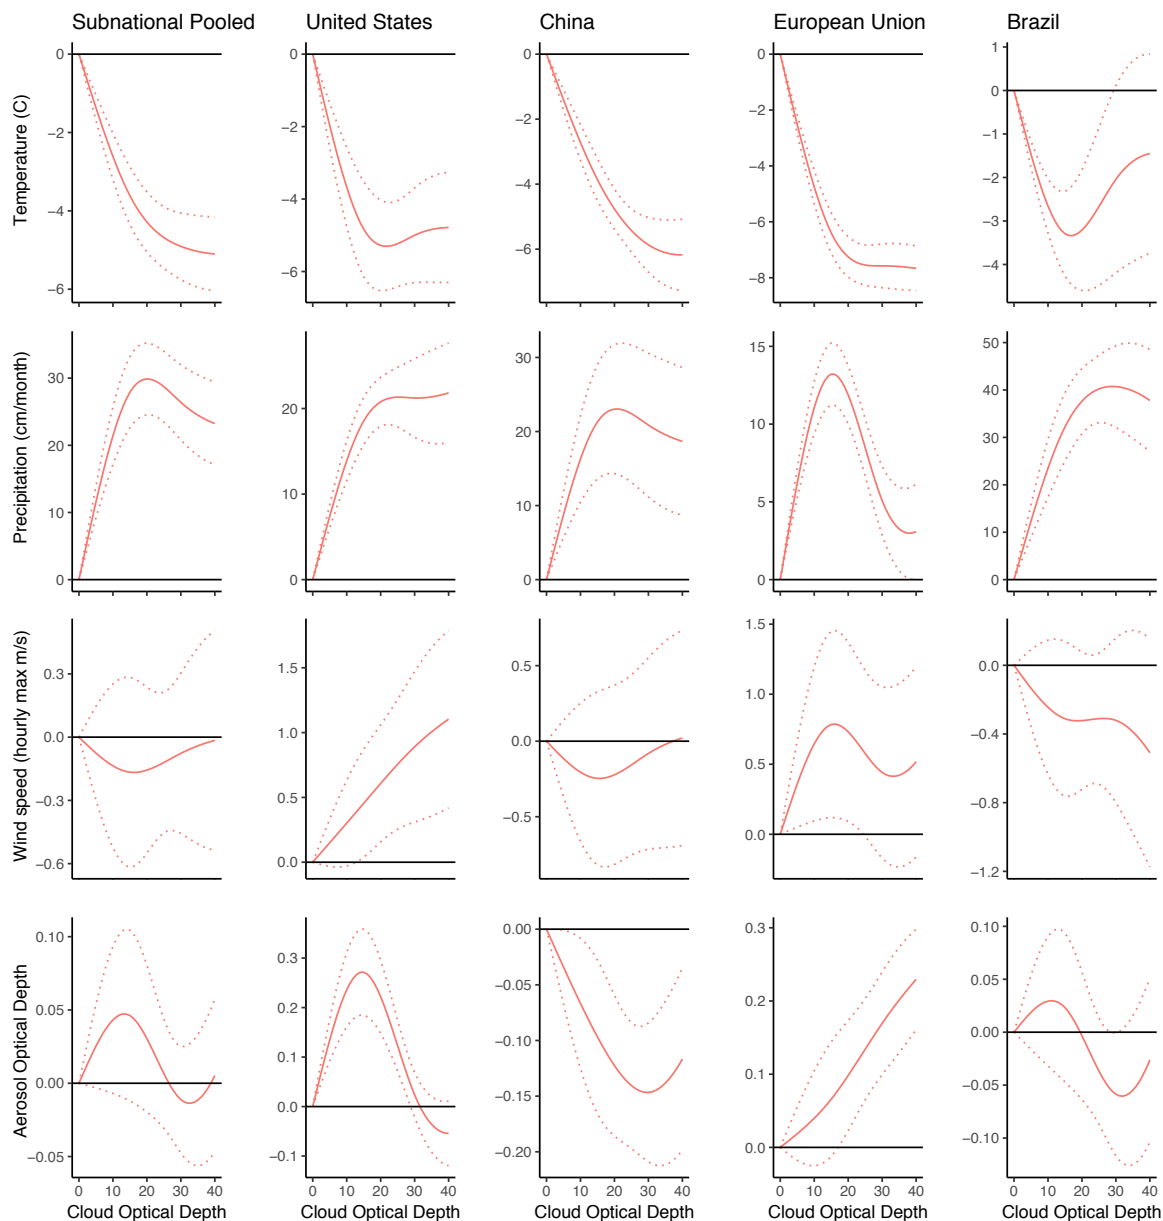 Subnational Pooled United States China European Union Brazil
Temperature (C)
0 −2 −4 −6
0 −2 −4 −6
0 −2 −4 −6
0 −2 −4 −6 −8
1 0 −1 −2 −3 −4
Precipitation (cm/month)
30 20 10 0
20 10 0
30 20 10 0
15 10 5 0
50 40 30 20 10 0
Wind speed (hourly max m/s)
0.3 0.0 −0.3 −0.6
1.5 1.0 0.5 0.0
0.5 0.0 −0.5
1.5 1.0 0.5 0.0
0.0 −0.4 −0.8 −1.2
Aerosol Optical Depth
0.10 0.05 0.00 −0.05
0.3 0.2 0.1 0.0 −0.1
0.00 −0.05 −0.10 −0.15 −0.20
0.3 0.2 0.1 0.0
0.10 0.05 0.00 −0.05 −0.10
0 10 20 30 40 0 10 20 30 40 0 10 20 30 40 0 10 20 30 40 0 10 20 30 40
Cloud Optical Depth Cloud Optical Depth Cloud Optical Depth Cloud Optical Depth Cloud Optical Depth